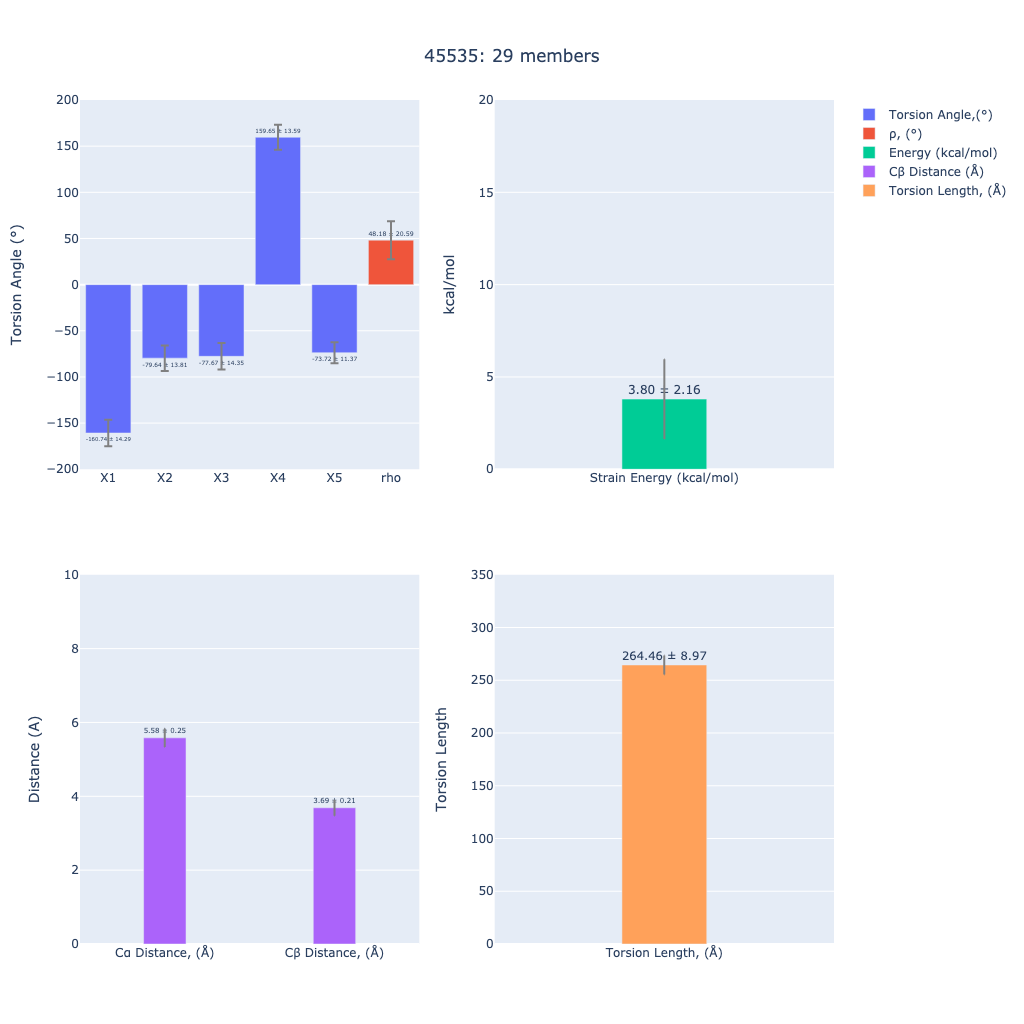 45535: 29 members
Torsion Angle (°)
200
150
100
50
0
−50
−100
−150
−200
159.65 ± 13.59
48.18 ± 20.59
-79.64 ± 13.81
-77.67 ± 14.35
-73.72 ± 11.37
-160.74 ± 14.29
X1 X2 X3 X4 X5 rho
kcal/mol
20
15
10
5
0
3.80 ± 2.16
Strain Energy (kcal/mol)
Torsion Angle,(°)
ρ, (°)
Energy (kcal/mol)
Cβ Distance (Å)
Torsion Length, (Å)
Distance (A)
10
8
6
4
2
0
5.58 ± 0.25
3.69 ± 0.21
Cα Distance, (Å) Cβ Distance, (Å)
Torsion Length
350
300
250
200
150
100
50
0
264.46 ± 8.97
Torsion Length, (Å)